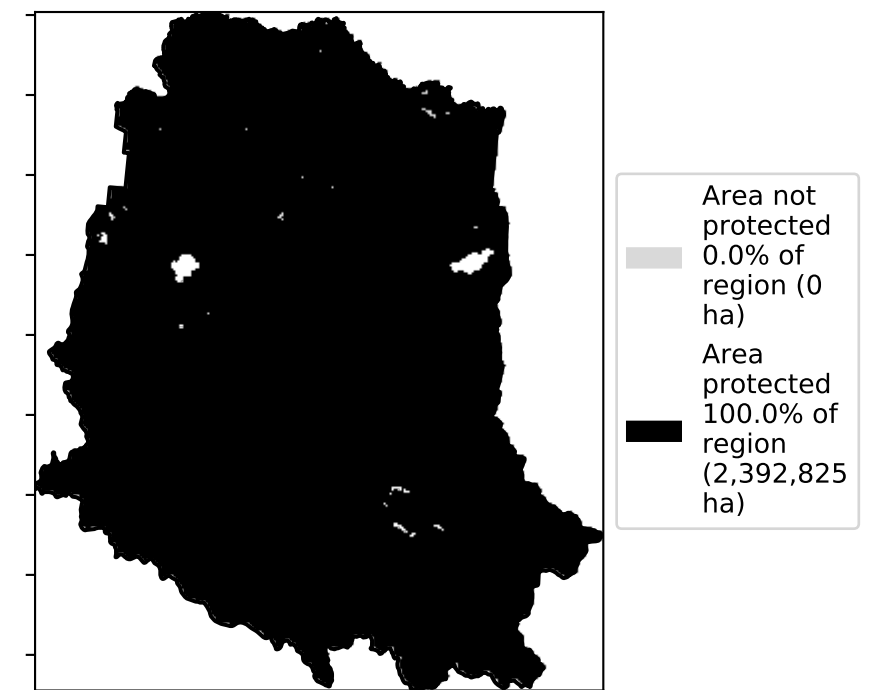 Area not
protected
0.0% of
region (0
ha)
Area
protected
100.0% of
region
(2,392,825
ha)